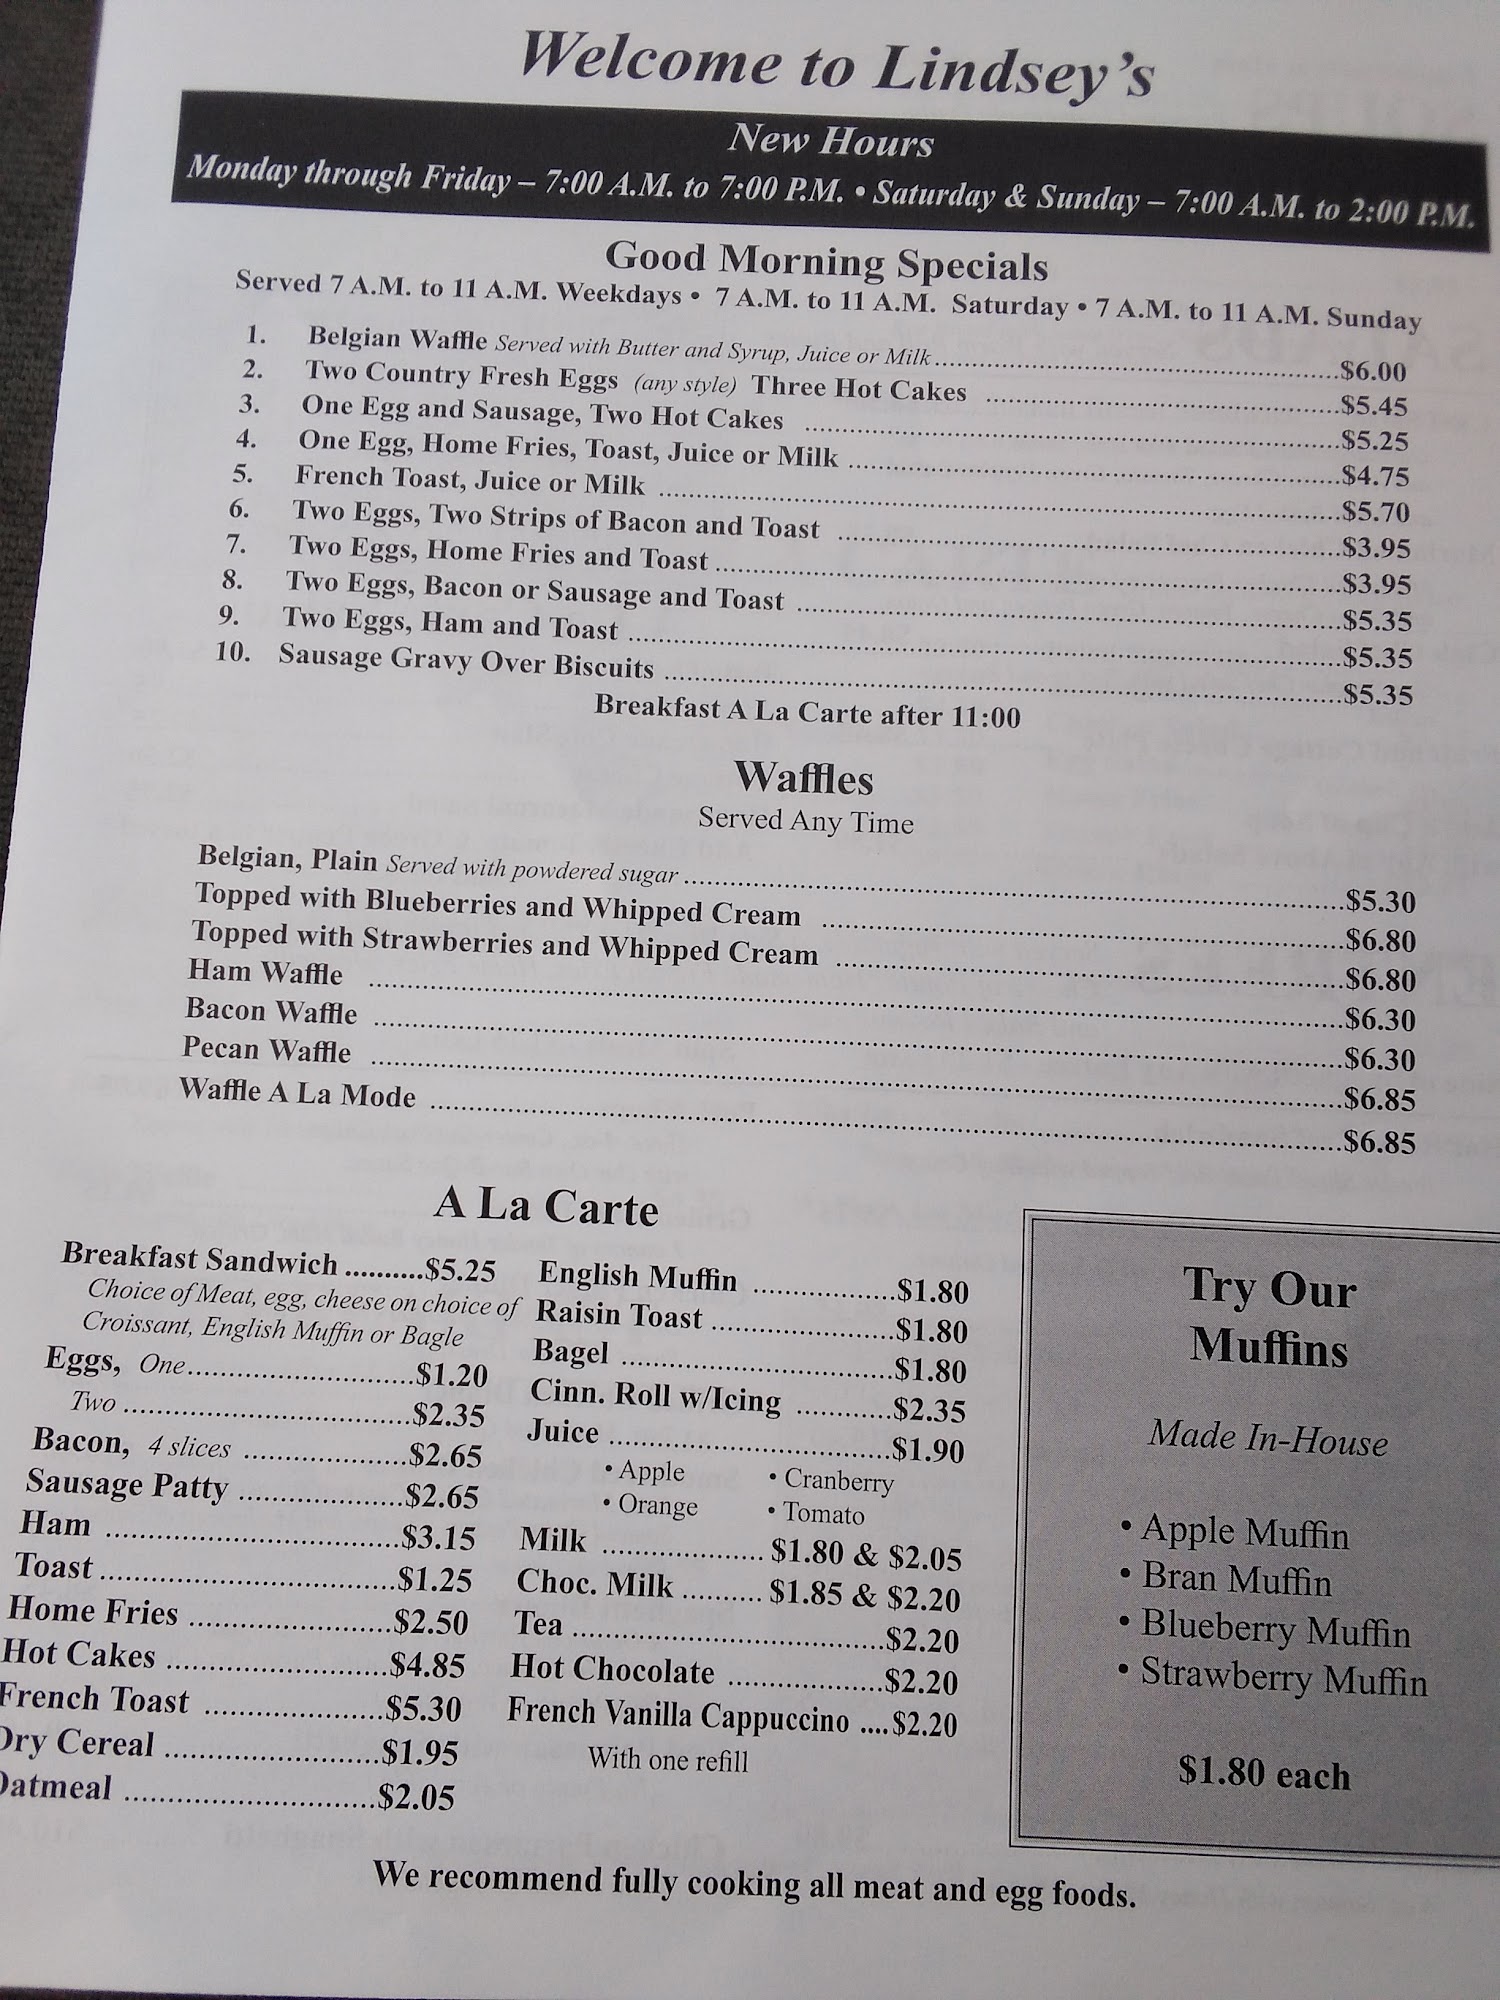 Welcome to Lindsey's
New Hours
Monday through Friday – 7:00 A.M. to 7:00 P.M. • Saturday & Sunday – 7:00 A.M. to 2:00 P.M.
Good Morning Specials
Served 7 A.M. to 11 A.M. Weekdays • 7 A.M. to 11 A.M. Saturday • 7 A.M. to 11 A.M. Sunday
1. Belgian Waffle Served with Butter and Syrup, Juice or Milk $6.00
2. Two Country Fresh Eggs (any style) Three Hot Cakes $5.45
3. One Egg and Sausage, Two Hot Cakes $5.25
4. One Egg, Home Fries, Toast, Juice or Milk $4.75
5. French Toast, Juice or Milk $5.70
6. Two Eggs, Two Strips of Bacon and Toast $3.95
7. Two Eggs, Home Fries and Toast $3.95
8. Two Eggs, Bacon or Sausage and Toast $5.35
9. Two Eggs, Ham and Toast $5.35
10. Sausage Gravy Over Biscuits $5.35
Breakfast A La Carte after 11:00
Waffles
Served Any Time
Belgian, Plain Served with powdered sugar $5.30
Topped with Blueberries and Whipped Cream $6.80
Topped with Strawberries and Whipped Cream $6.80
Ham Waffle $6.30
Bacon Waffle $6.30
Pecan Waffle $6.85
Waffle A La Mode $6.85
A La Carte
Breakfast Sandwich $5.25
Choice of Meat, egg, cheese on choice of
Croissant, English Muffin or Bagle
Eggs, One $1.20
Two $2.35
Bacon, 4 slices $2.65
Sausage Patty $2.65
Ham $3.15
Toast $1.25
Home Fries $2.50
Hot Cakes $4.85
French Toast $5.30
Dry Cereal $1.95
Oatmeal $2.05
English Muffin $1.80
Raisin Toast $1.80
Bagel $1.80
Cinn. Roll w/Icing $2.35
Juice $1.90
• Apple • Cranberry
• Orange • Tomato
Milk $1.80 & $2.05
Choc. Milk $1.85 & $2.20
Tea $2.20
Hot Chocolate $2.20
French Vanilla Cappuccino $2.20
With one refill
Try Our
Muffins
Made In-House
• Apple Muffin
• Bran Muffin
• Blueberry Muffin
• Strawberry Muffin
$1.80 each
We recommend fully cooking all meat and egg foods.